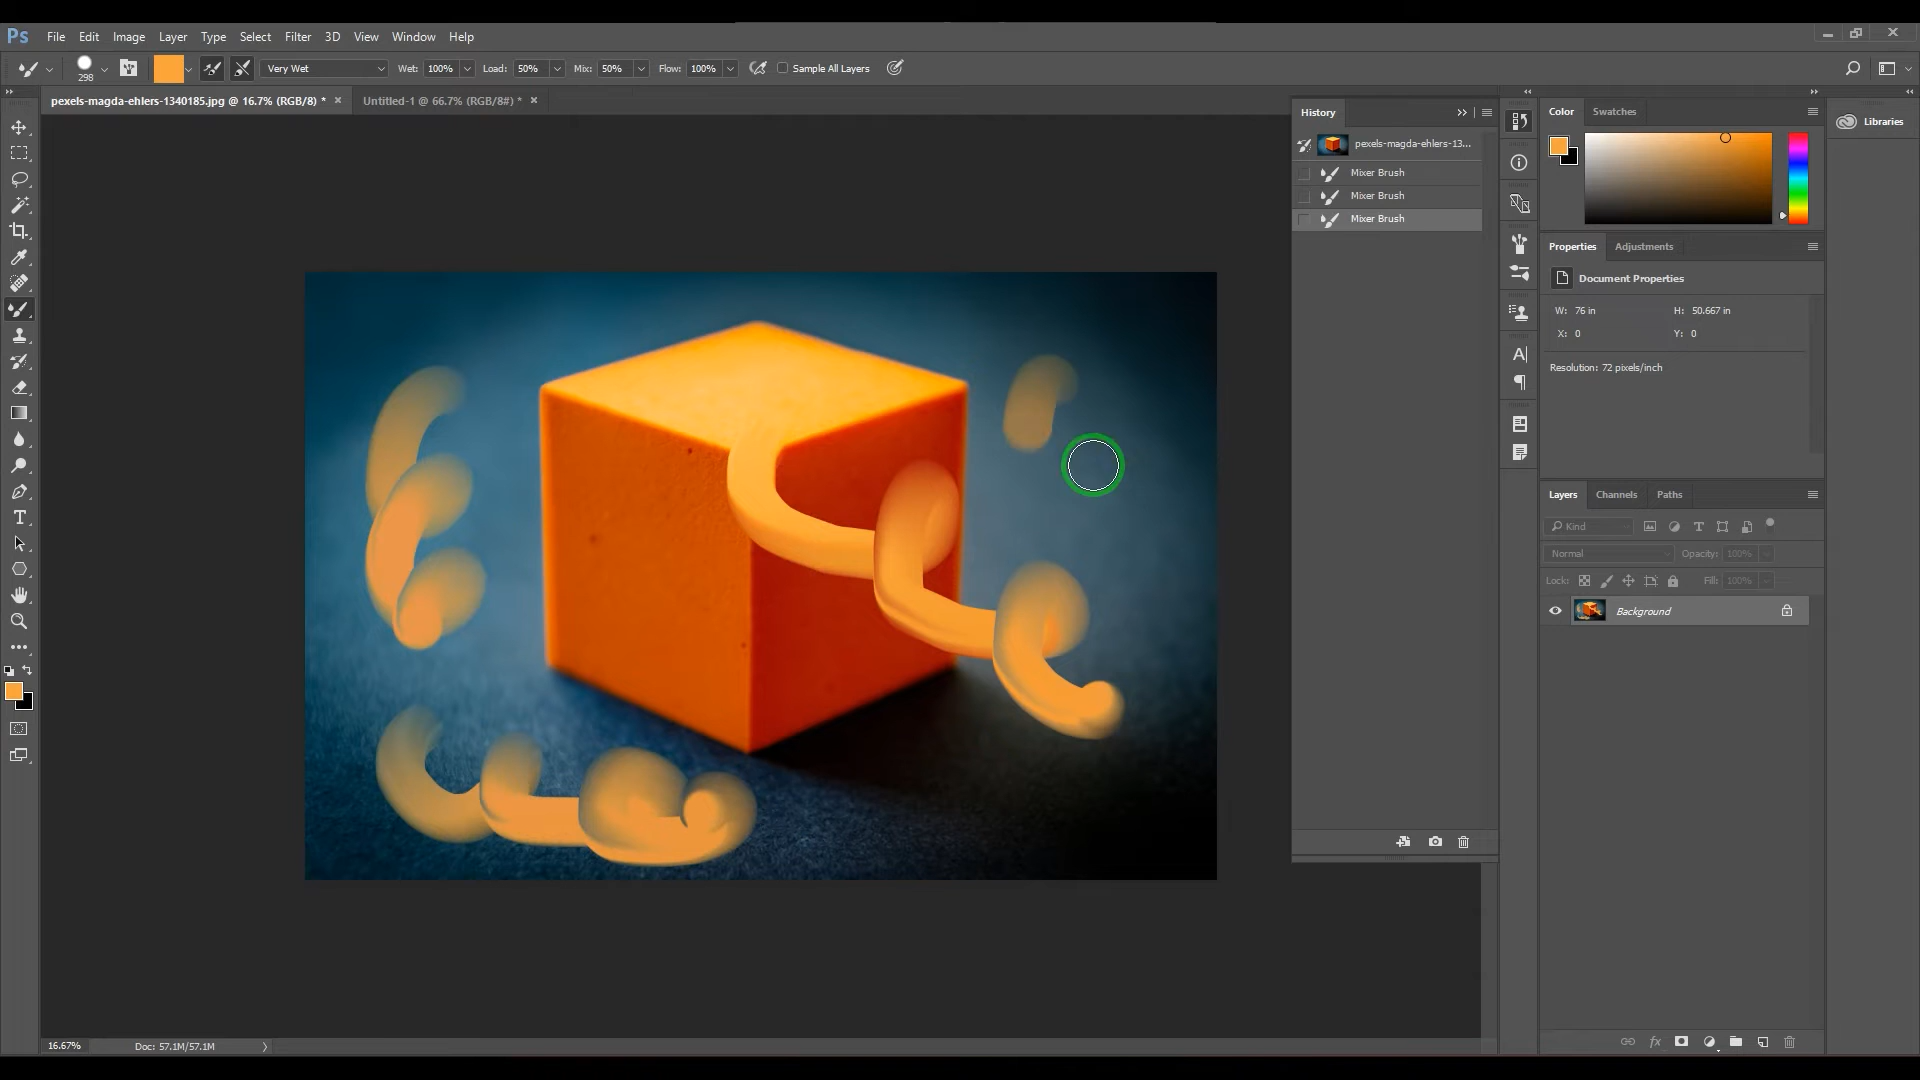 Ps File Edit Image Layer Type Select Filter 3D View Window Help
298 Very Wet Wet: 100% Load: 50% Mix: 50% Flow: 100% Sample All Layers
pexels-magda-ehlers-1340185.jpg @ 16.7% (RGB/8) * × Untitled-1 @ 66.7% (RGB/8#) * ×
History
pexels-magda-ehlers-13...
Mixer Brush
Mixer Brush
Mixer Brush
Color Swatches
Libraries
Properties Adjustments
Document Properties
W: 76 in H: 50.667 in
X: 0 Y: 0
Resolution: 72 pixels/inch
Layers Channels Paths
Kind
Normal Opacity: 100%
Lock: Fill: 100%
Background
fx
16.67% Doc: 57.1M/57.1M